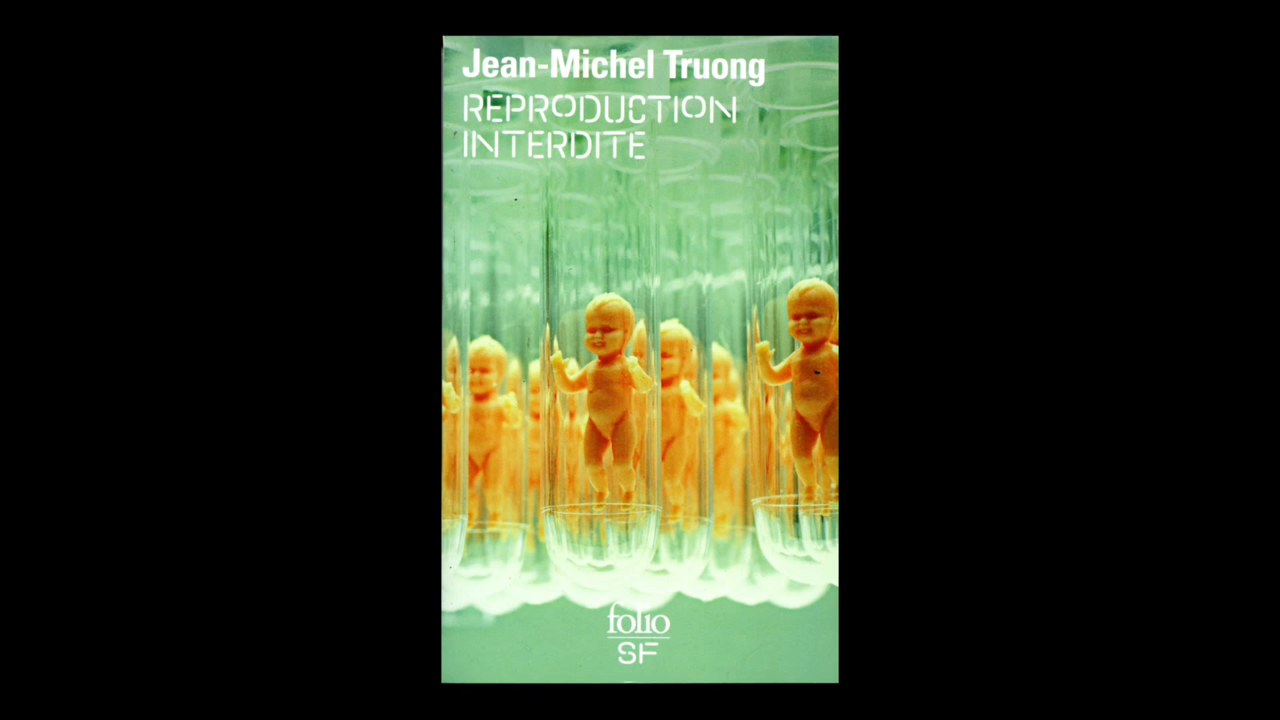 Jean-Michel Truong
REPRODUCTION
INTERDITE
folio
SF